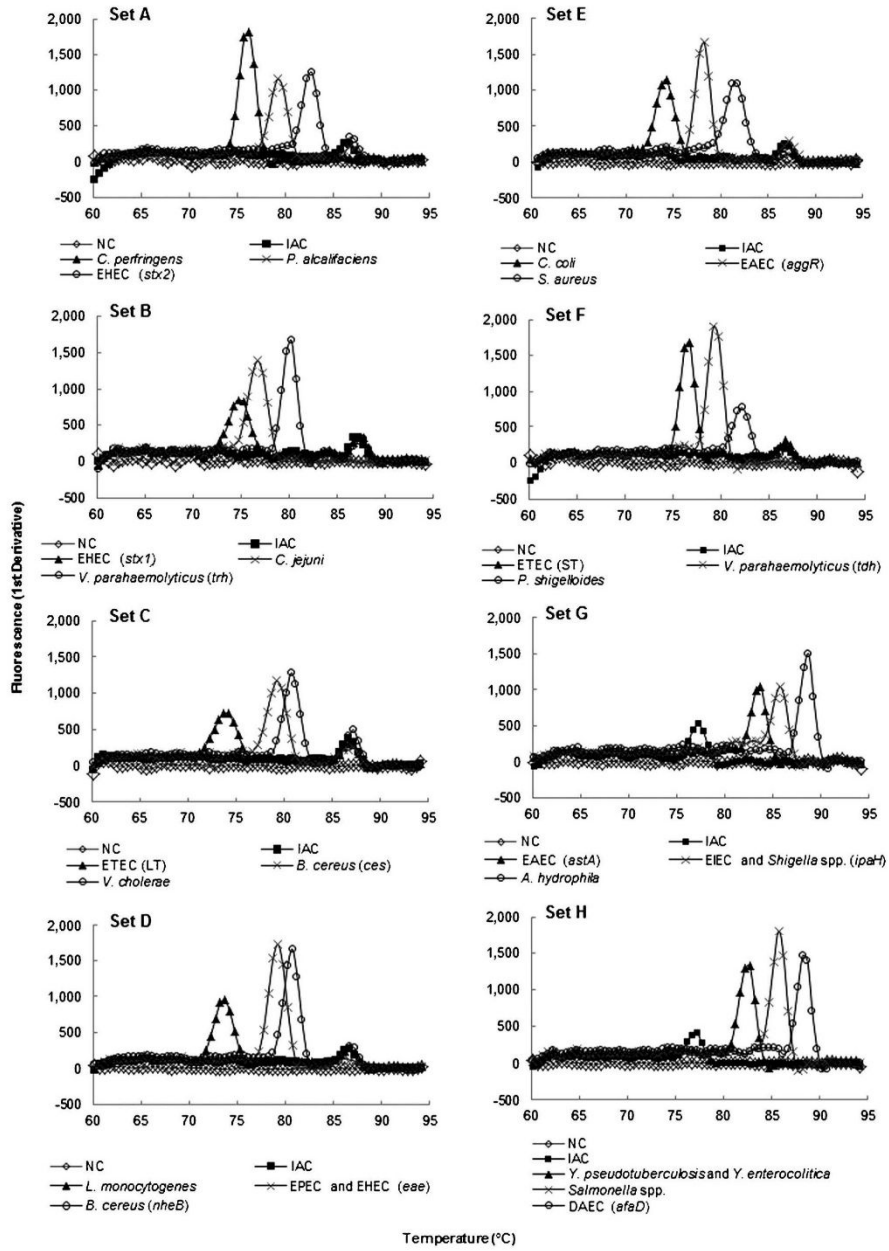 Set A
2,000
1,500
1,000
500
0
-500
60 65 70 75 80 85 90 95
NC IAC
C. perfringens P. alcalifaciens
EHEC (stx2)
Set B
2,000
1,500
1,000
500
0
-500
60 65 70 75 80 85 90 95
NC IAC
EHEC (stx1) C. jejuni
V. parahaemolyticus (trh)
Set C
2,000
1,500
1,000
500
0
-500
60 65 70 75 80 85 90 95
NC IAC
ETEC (LT) B. cereus (ces)
V. cholerae
Set D
2,000
1,500
1,000
500
0
-500
60 65 70 75 80 85 90 95
NC IAC
L. monocytogenes EPEC and EHEC (eae)
B. cereus (nheB)
Set E
2,000
1,500
1,000
500
0
-500
60 65 70 75 80 85 90 95
NC IAC
C. coli EAEC (aggR)
S. aureus
Set F
2,000
1,500
1,000
500
0
-500
60 65 70 75 80 85 90 95
NC IAC
ETEC (ST) V. parahaemolyticus (tdh)
P. shigelloides
Set G
2,000
1,500
1,000
500
0
-500
60 65 70 75 80 85 90 95
NC IAC
EAEC (astA) EIEC and Shigella spp. (ipaH)
A. hydrophila
Set H
2,000
1,500
1,000
500
0
-500
60 65 70 75 80 85 90 95
NC
IAC
Y. pseudotuberculosis and Y. enterocolitica
Salmonella spp.
DAEC (afaD)
Fluorescence (1st Derivative)
Temperature (°C)